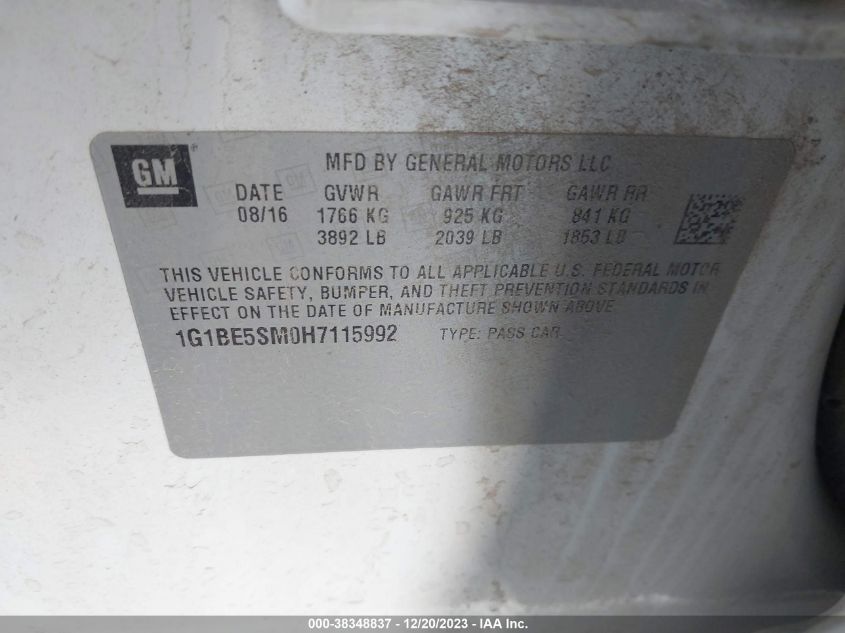 GM ®
MFD BY GENERAL MOTORS LLC
DATE GVWR GAWR FRT GAWR RR
08/16 1766 KG 925 KG 841 KG
3892 LB 2039 LB 1853 LB
THIS VEHICLE CONFORMS TO ALL APPLICABLE U.S. FEDERAL MOTOR
VEHICLE SAFETY, BUMPER, AND THEFT PREVENTION STANDARDS IN
EFFECT ON THE DATE OF MANUFACTURE SHOWN ABOVE
1G1BE5SM0H7115992 TYPE: PASS CAR
000-38348837 - 12/20/2023 - IAA Inc.